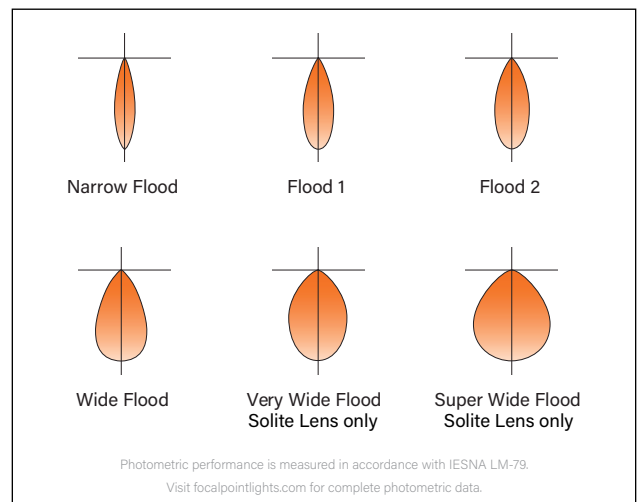 Narrow Flood
Flood 1
Flood 2
Wide Flood
Very Wide Flood
Solite Lens only
Super Wide Flood
Solite Lens only
Photometric performance is measured in accordance with IESNA LM-79.
Visit focalpointlights.com for complete photometric data.